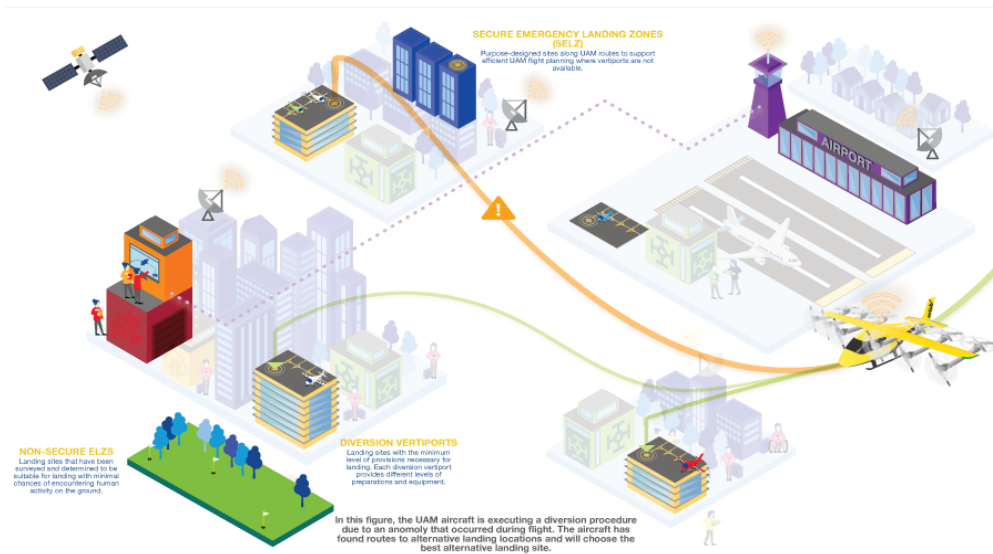 SECURE EMERGENCY LANDING ZONES
(SELZ)
Purpose-designed sites along UAM routes to support
efficient UAM flight planning where vertiports are not
available.
AIRPORT
NON-SECURE ELZS
Landing sites that have been
surveyed and determined to be
suitable for landing with minimal
chances of encountering human
activity on the ground.
DIVERSION VERTIPORTS
Landing sites with the minimum
level of provisions necessary for
landing. Each diversion vertiport
provides different levels of
preparations and equipment.
In this figure, the UAM aircraft is executing a diversion procedure
due to an anomoly that occurred during flight. The aircraft has
found routes to alternative landing locations and will choose the
best alternative landing site.